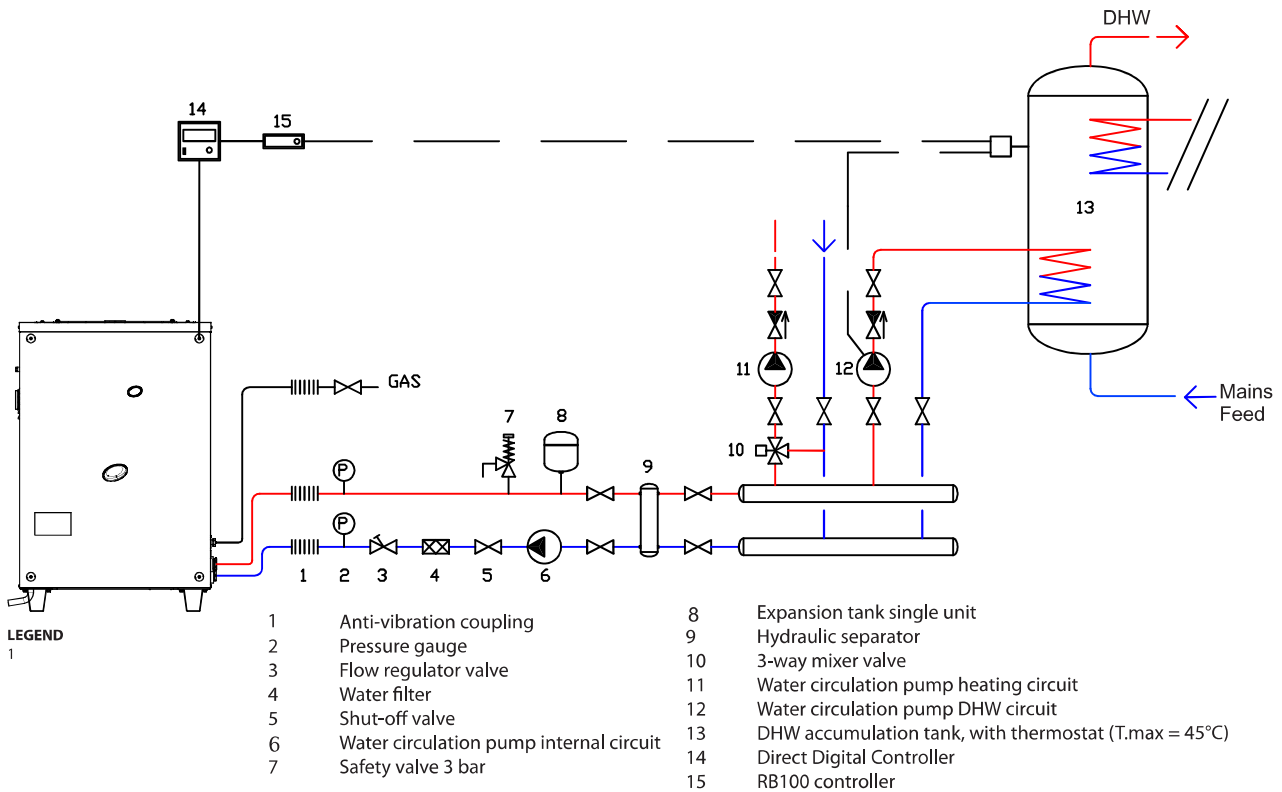 DHW
14
15
13
Mains
Feed
GAS
11
12
10
7
8
9
P
P
1
2
3
4
5
6
LEGEND
1
1 Anti-vibration coupling
2 Pressure gauge
3 Flow regulator valve
4 Water filter
5 Shut-off valve
6 Water circulation pump internal circuit
7 Safety valve 3 bar
8 Expansion tank single unit
9 Hydraulic separator
10 3-way mixer valve
11 Water circulation pump heating circuit
12 Water circulation pump DHW circuit
13 DHW accumulation tank, with thermostat (T.max = 45°C)
14 Direct Digital Controller
15 RB100 controller